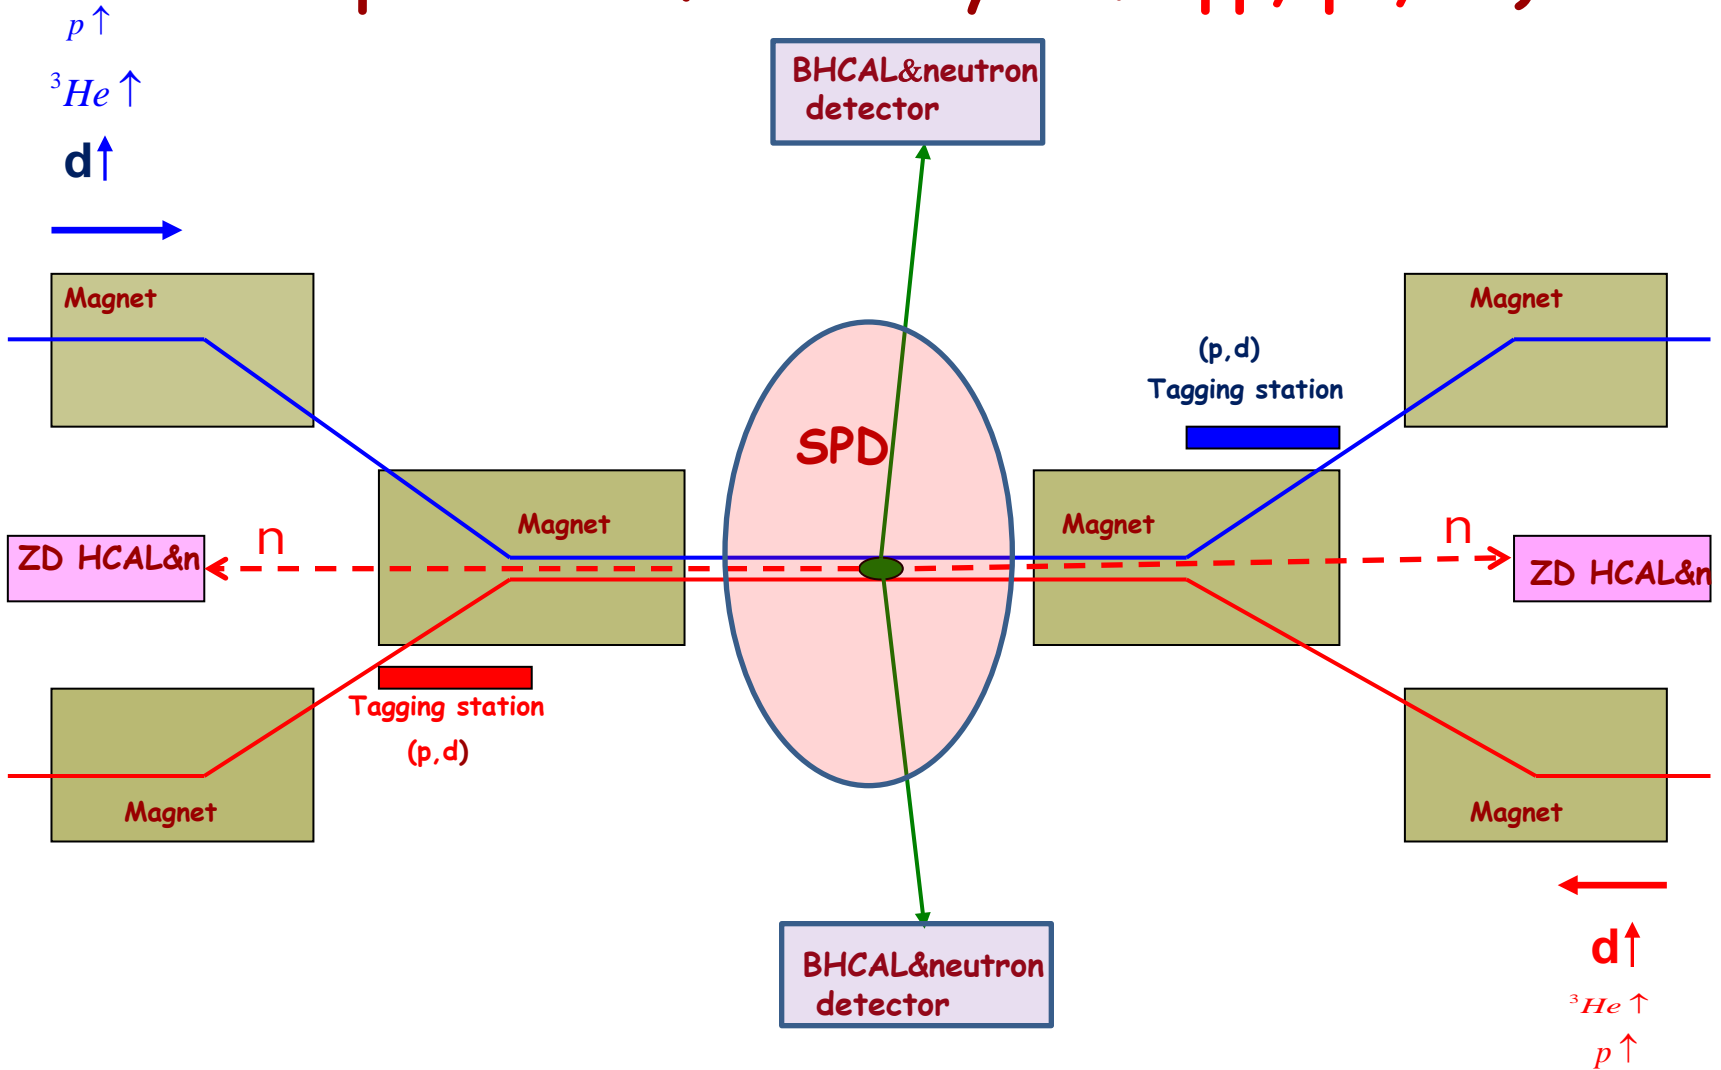 p ↑
³He ↑
d↑
BHCAL&neutron
detector
Magnet
Magnet
(p,d)
Tagging station
SPD
Magnet
Magnet
n
n
ZD HCAL&n
ZD HCAL&n
Tagging station
(p,d)
Magnet
Magnet
BHCAL&neutron
detector
d↑
³He ↑
p ↑